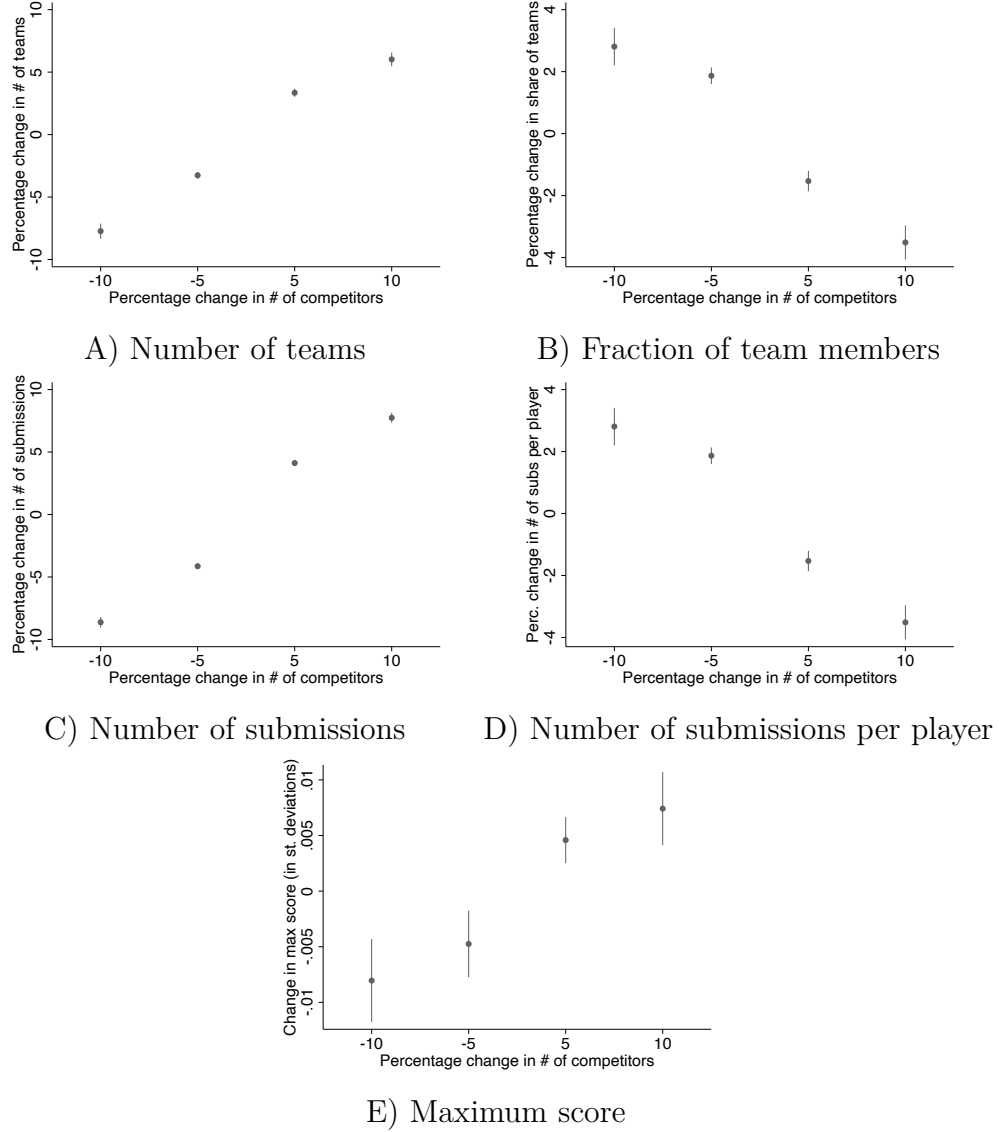 Percentage change in # of teams
10
5
0
-5
-10
-10 -5 5 10
Percentage change in # of competitors
A) Number of teams
Percentage change in share of teams
4
2
0
-2
-4
-10 -5 5 10
Percentage change in # of competitors
B) Fraction of team members
Percentage change in # of submissions
10
5
0
-5
-10
-10 -5 5 10
Percentage change in # of competitors
C) Number of submissions
Perc. change in # of subs per player
4
2
0
-2
-4
-10 -5 5 10
Percentage change in # of competitors
D) Number of submissions per player
Change in max score (in st. deviations)
.01
.005
0
-.005
-.01
-10 -5 5 10
Percentage change in # of competitors
E) Maximum score